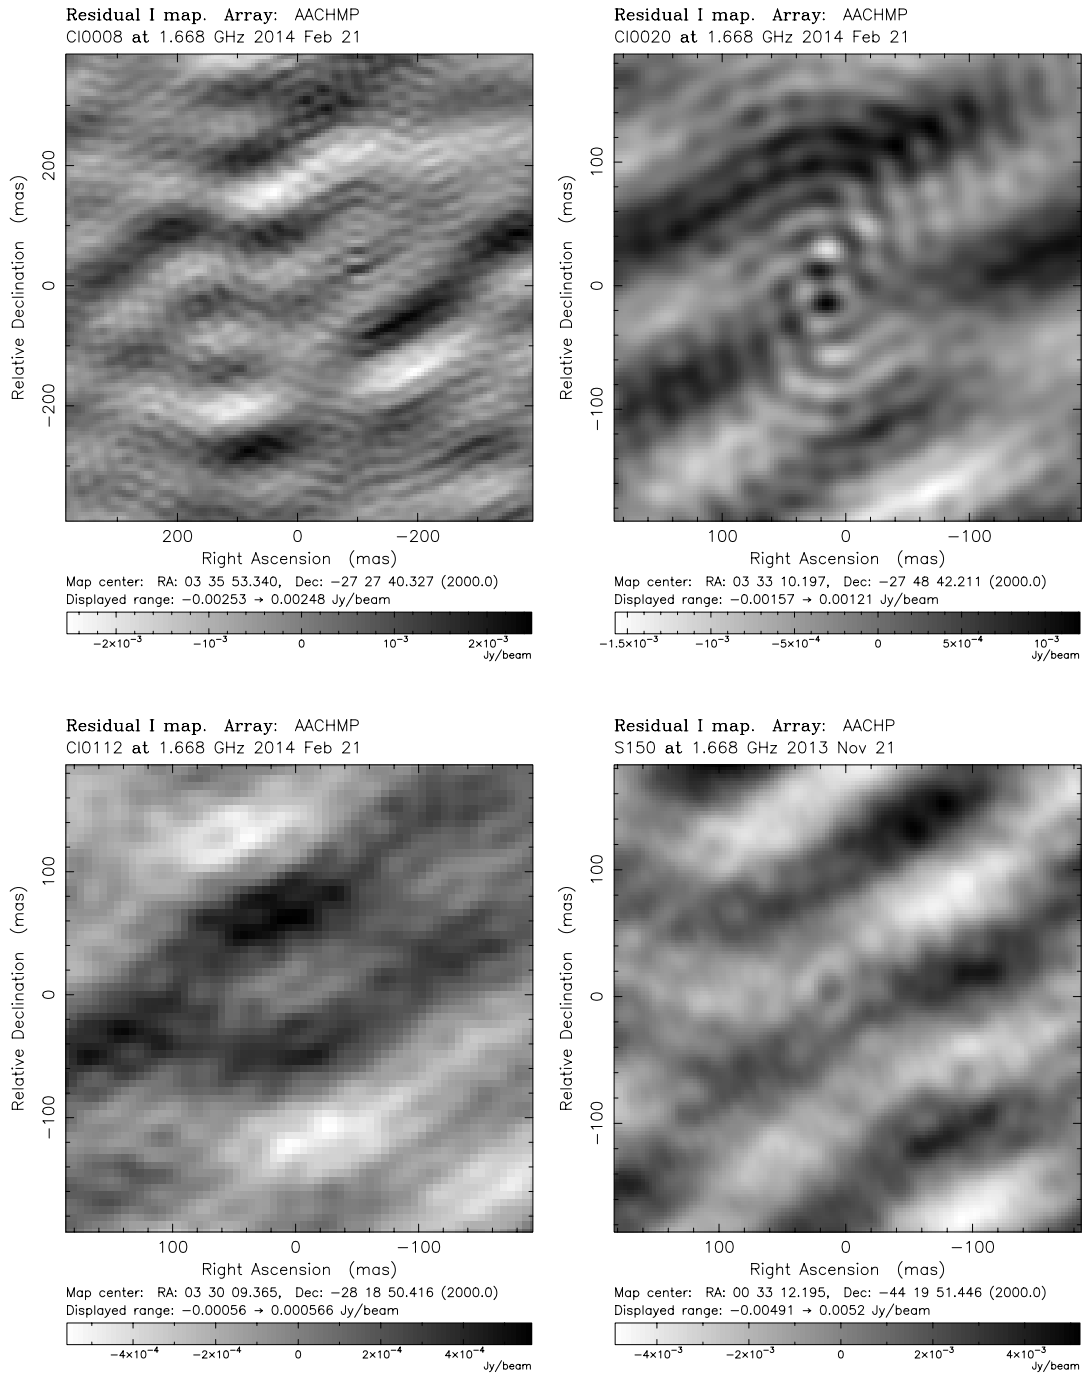 Residual I map. Array: AACHMP
CI0008 at 1.668 GHz 2014 Feb 21
Relative Declination (mas)
200
0
−200
200
0
−200
Right Ascension (mas)
Map center: RA: 03 35 53.340, Dec: −27 27 40.327 (2000.0)
Displayed range: −0.00253 → 0.00248 Jy/beam
−2×10⁻³
−10⁻³
0
10⁻³
2×10⁻³
Jy/beam
Residual I map. Array: AACHMP
CI0020 at 1.668 GHz 2014 Feb 21
Relative Declination (mas)
100
0
−100
100
0
−100
Right Ascension (mas)
Map center: RA: 03 33 10.197, Dec: −27 48 42.211 (2000.0)
Displayed range: −0.00157 → 0.00121 Jy/beam
−1.5×10⁻³
−10⁻³
−5×10⁻⁴
0
5×10⁻⁴
10⁻³
Jy/beam
Residual I map. Array: AACHMP
CI0112 at 1.668 GHz 2014 Feb 21
Relative Declination (mas)
100
0
−100
100
0
−100
Right Ascension (mas)
Map center: RA: 03 30 09.365, Dec: −28 18 50.416 (2000.0)
Displayed range: −0.00056 → 0.000566 Jy/beam
−4×10⁻⁴
−2×10⁻⁴
0
2×10⁻⁴
4×10⁻⁴
Jy/beam
Residual I map. Array: AACHP
S150 at 1.668 GHz 2013 Nov 21
Relative Declination (mas)
100
0
−100
100
0
−100
Right Ascension (mas)
Map center: RA: 00 33 12.195, Dec: −44 19 51.446 (2000.0)
Displayed range: −0.00491 → 0.0052 Jy/beam
−4×10⁻³
−2×10⁻³
0
2×10⁻³
4×10⁻³
Jy/beam